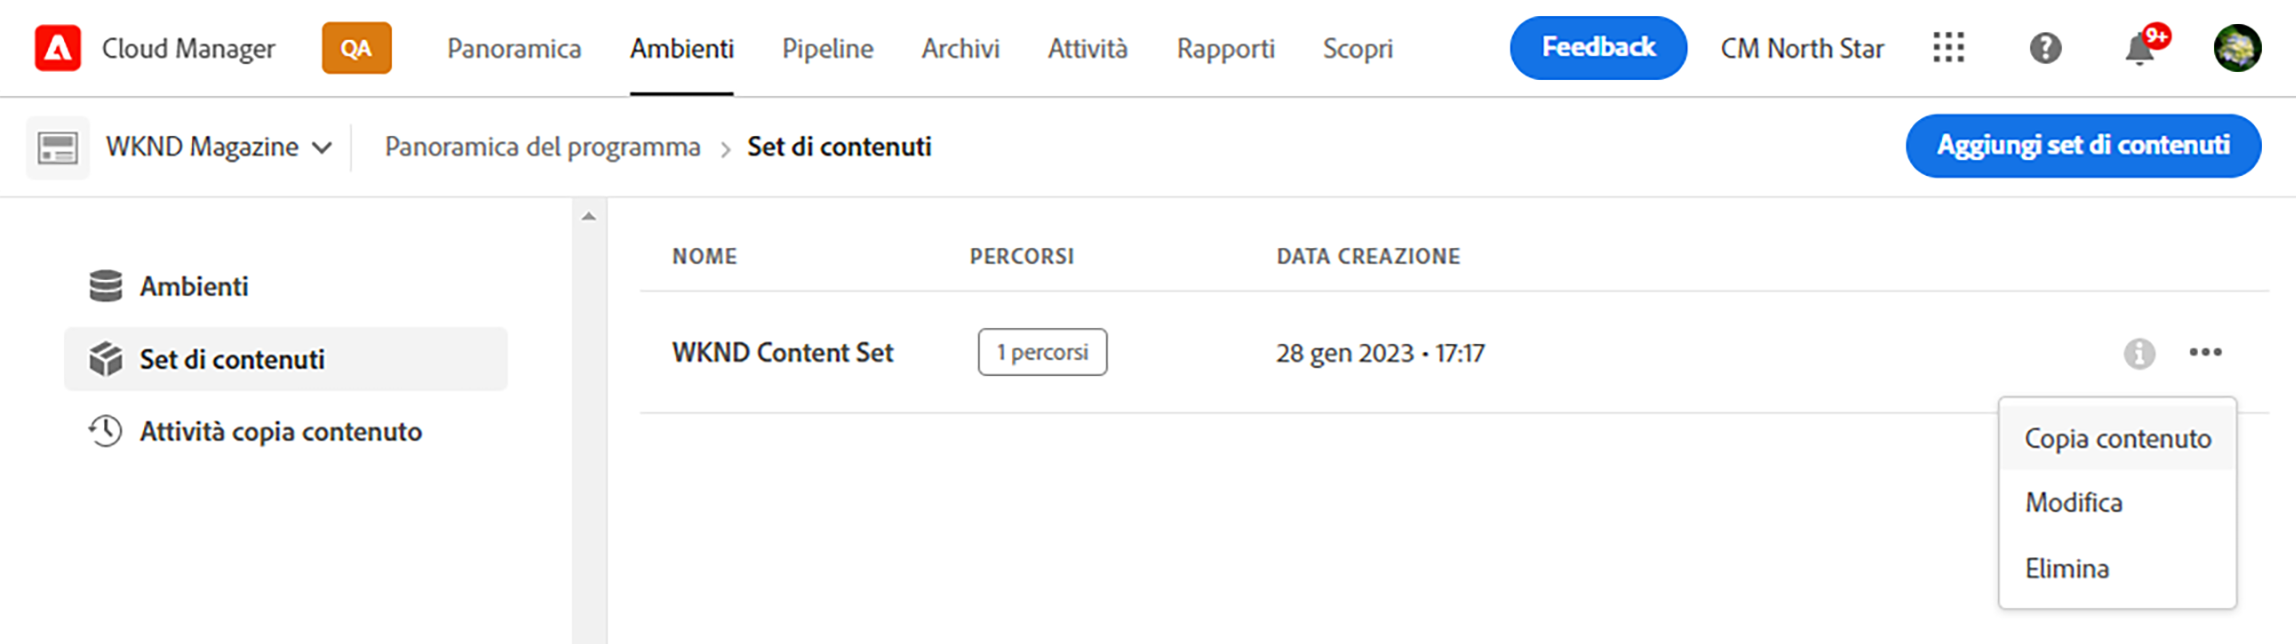 Cloud Manager QA Panoramica Ambienti Pipeline Archivi Attività Rapporti Scopri Feedback CM North Star 9+
WKND Magazine Panoramica del programma > Set di contenuti Aggiungi set di contenuti
Ambienti
Set di contenuti
Attività copia contenuto
NOME PERCORSI DATA CREAZIONE
WKND Content Set 1 percorsi 28 gen 2023 • 17:17
Copia contenuto
Modifica
Elimina